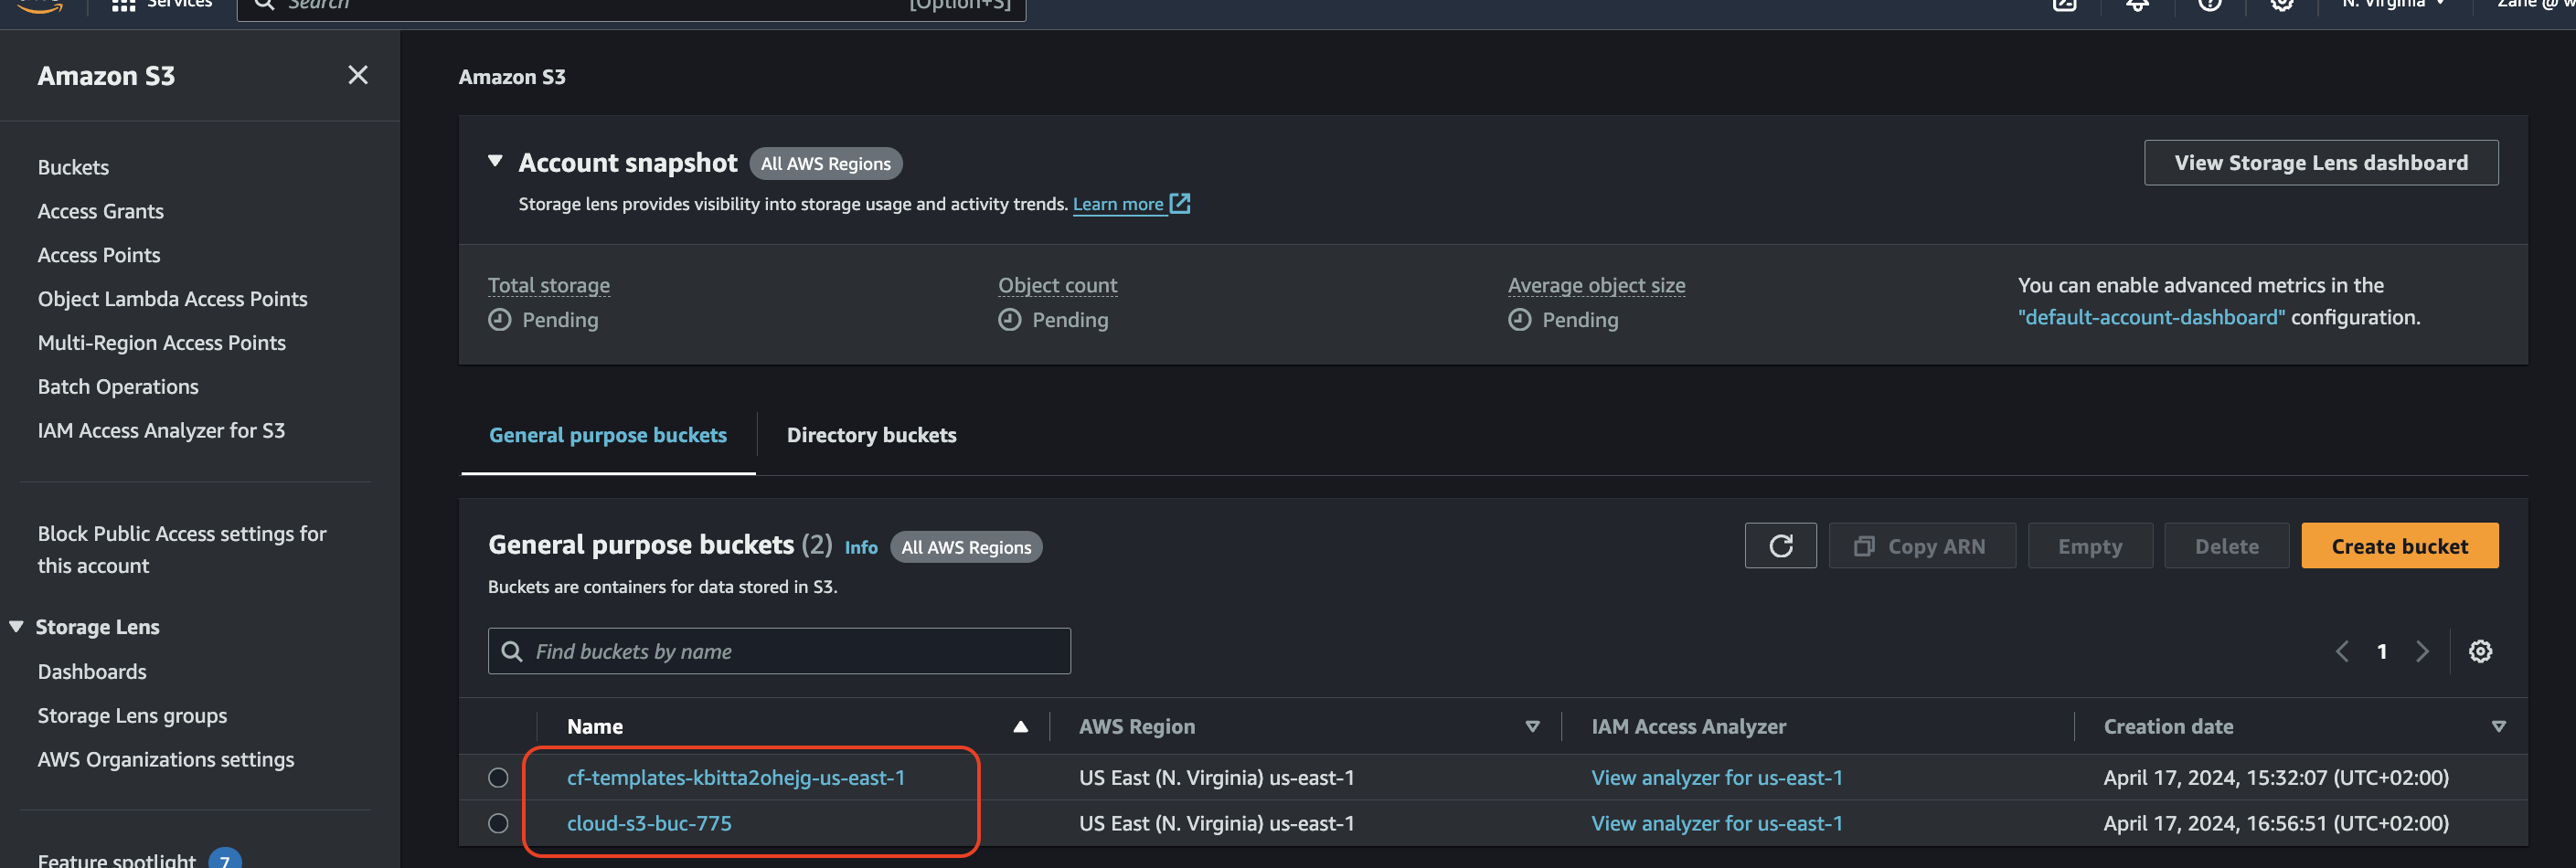 Services
Search
[Option+S]
N. Virginia
Zane @ w
Amazon S3
Buckets
Access Grants
Access Points
Object Lambda Access Points
Multi-Region Access Points
Batch Operations
IAM Access Analyzer for S3
Block Public Access settings for
this account
Storage Lens
Dashboards
Storage Lens groups
AWS Organizations settings
Feature spotlight 7
Amazon S3
Account snapshot All AWS Regions
View Storage Lens dashboard
Storage lens provides visibility into storage usage and activity trends. Learn more
Total storage
Pending
Object count
Pending
Average object size
Pending
You can enable advanced metrics in the
"default-account-dashboard" configuration.
General purpose buckets
Directory buckets
General purpose buckets (2) Info All AWS Regions
Copy ARN
Empty
Delete
Create bucket
Buckets are containers for data stored in S3.
Find buckets by name
1
Name AWS Region IAM Access Analyzer Creation date
cf-templates-kbitta2ohejg-us-east-1 US East (N. Virginia) us-east-1 View analyzer for us-east-1 April 17, 2024, 15:32:07 (UTC+02:00)
cloud-s3-buc-775 US East (N. Virginia) us-east-1 View analyzer for us-east-1 April 17, 2024, 16:56:51 (UTC+02:00)